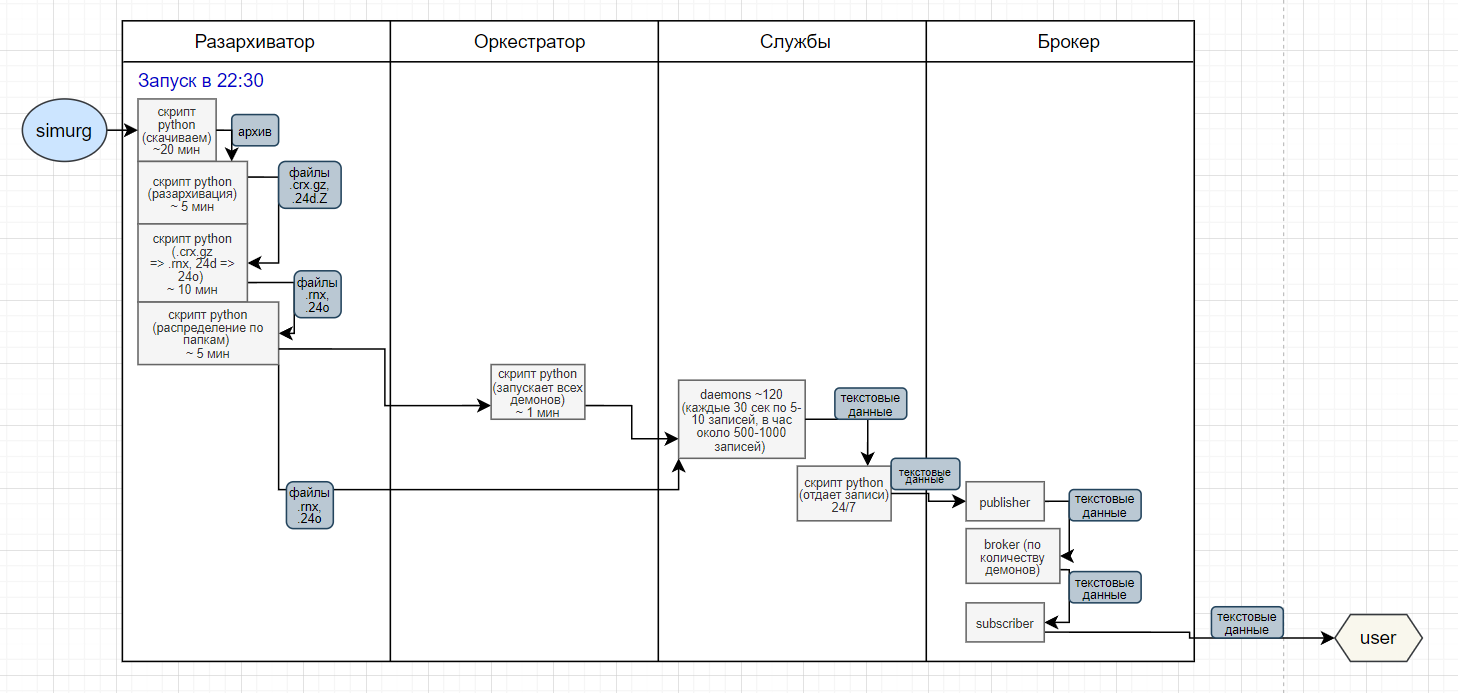 Разархиватор
Оркестратор
Службы
Брокер
Запуск в 22:30
simurg
скрипт
python
(скачиваем)
~20 мин
архив
скрипт python
(разархивация)
~ 5 мин
файлы
.crx.gz,
.24d.Z
скрипт python
(.crx.gz
=> .rnx, 24d =>
24o)
~ 10 мин
файлы
.rnx,
.24o
скрипт python
(распределение по
папкам)
~ 5 мин
скрипт python
(запускает всех
демонов)
~ 1 мин
файлы
.rnx,
.24o
daemons ~120
(каждые 30 сек по 5-
10 записей, в час
около 500-1000
записей)
текстовые
данные
скрипт python
(отдает записи)
24/7
текстовые
данные
publisher
текстовые
данные
broker (по
количеству
демонов)
текстовые
данные
subscriber
текстовые
данные
user